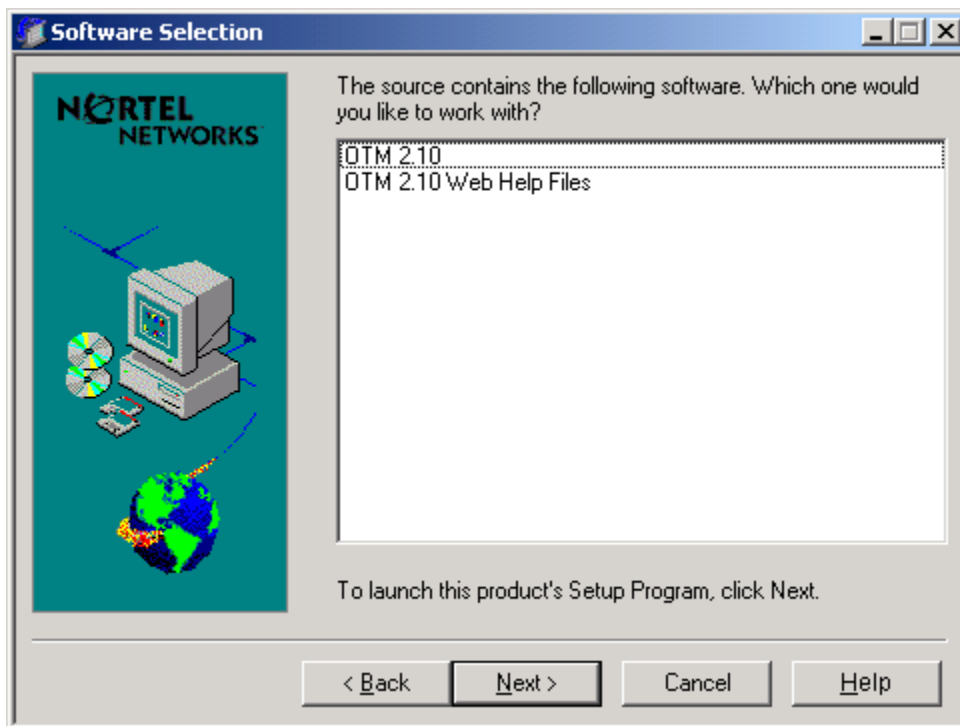 Software Selection
NORTEL
NETWORKS
The source contains the following software. Which one would
you like to work with?
OTM 2.10
OTM 2.10 Web Help Files
To launch this product's Setup Program, click Next.
< Back
Next >
Cancel
Help